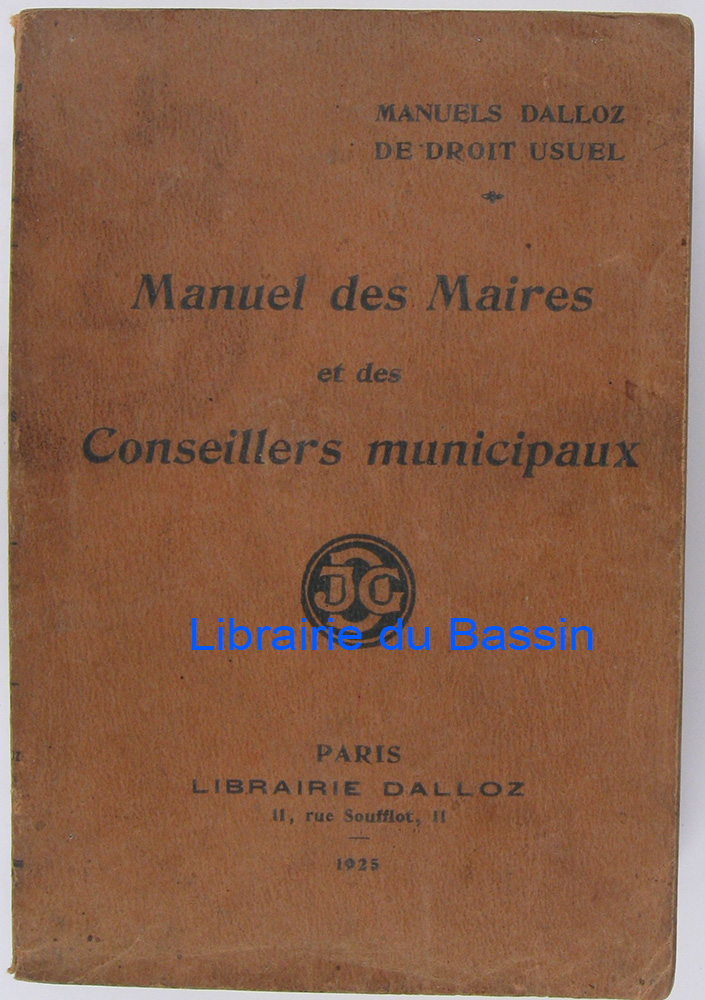 MANUELS DALLOZ
DE DROIT USUEL
Manuel des Maires
et des
Conseillers municipaux
JG
Librairie du Bassin
PARIS
LIBRAIRIE DALLOZ
11, rue Soufflot, 11
1925